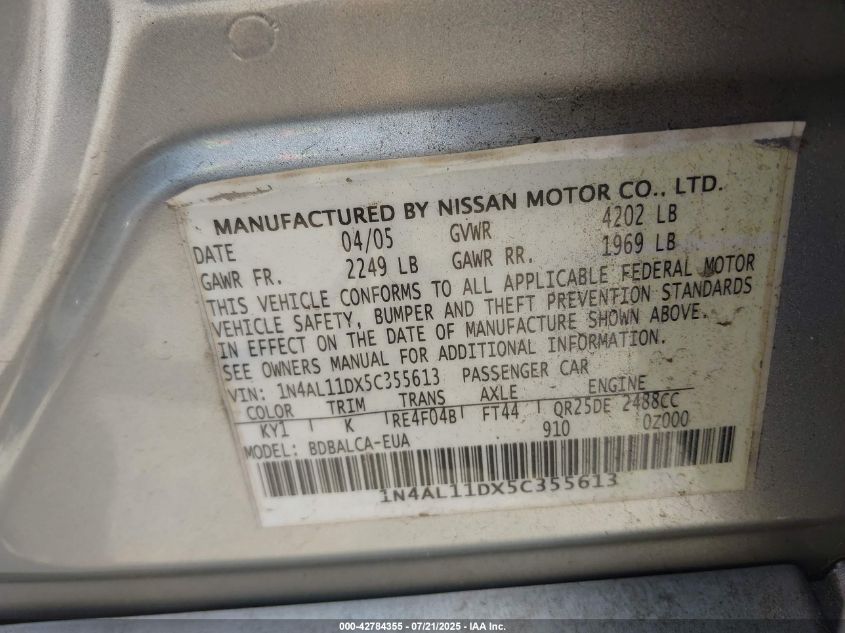 MANUFACTURED BY NISSAN MOTOR CO., LTD.
DATE 04/05 GVWR 4202 LB
GAWR FR. 2249 LB GAWR RR. 1969 LB
THIS VEHICLE CONFORMS TO ALL APPLICABLE FEDERAL MOTOR
VEHICLE SAFETY, BUMPER AND THEFT PREVENTION STANDARDS
IN EFFECT ON THE DATE OF MANUFACTURE SHOWN ABOVE.
SEE OWNERS MANUAL FOR ADDITIONAL INFORMATION.
VIN: 1N4AL11DX5C355613 PASSENGER CAR
COLOR TRIM TRANS AXLE ENGINE
KY1 K RE4F04B FT44 QR25DE 2488CC
MODEL: BDBALCA-EUA 910 0Z000
1N4AL11DX5C355613
000-42784355 | 07/21/2025 - IAA Inc.